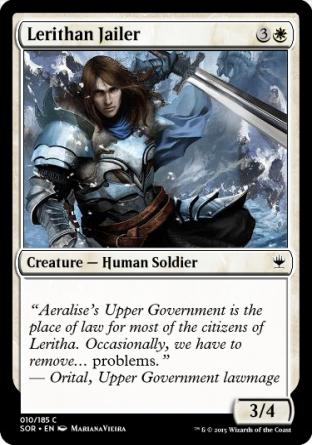 Lerithan Jailer 3
Creature — Human Soldier
“Aeralise's Upper Government is the
place of law for most of the citizens of
Leritha. Occasionally, we have to
remove... problems.”
— Orital, Upper Government lawmage
3/4
010/185 C
SOR • EN MarianaVieira
™ & © 2015 Wizards of the Coast